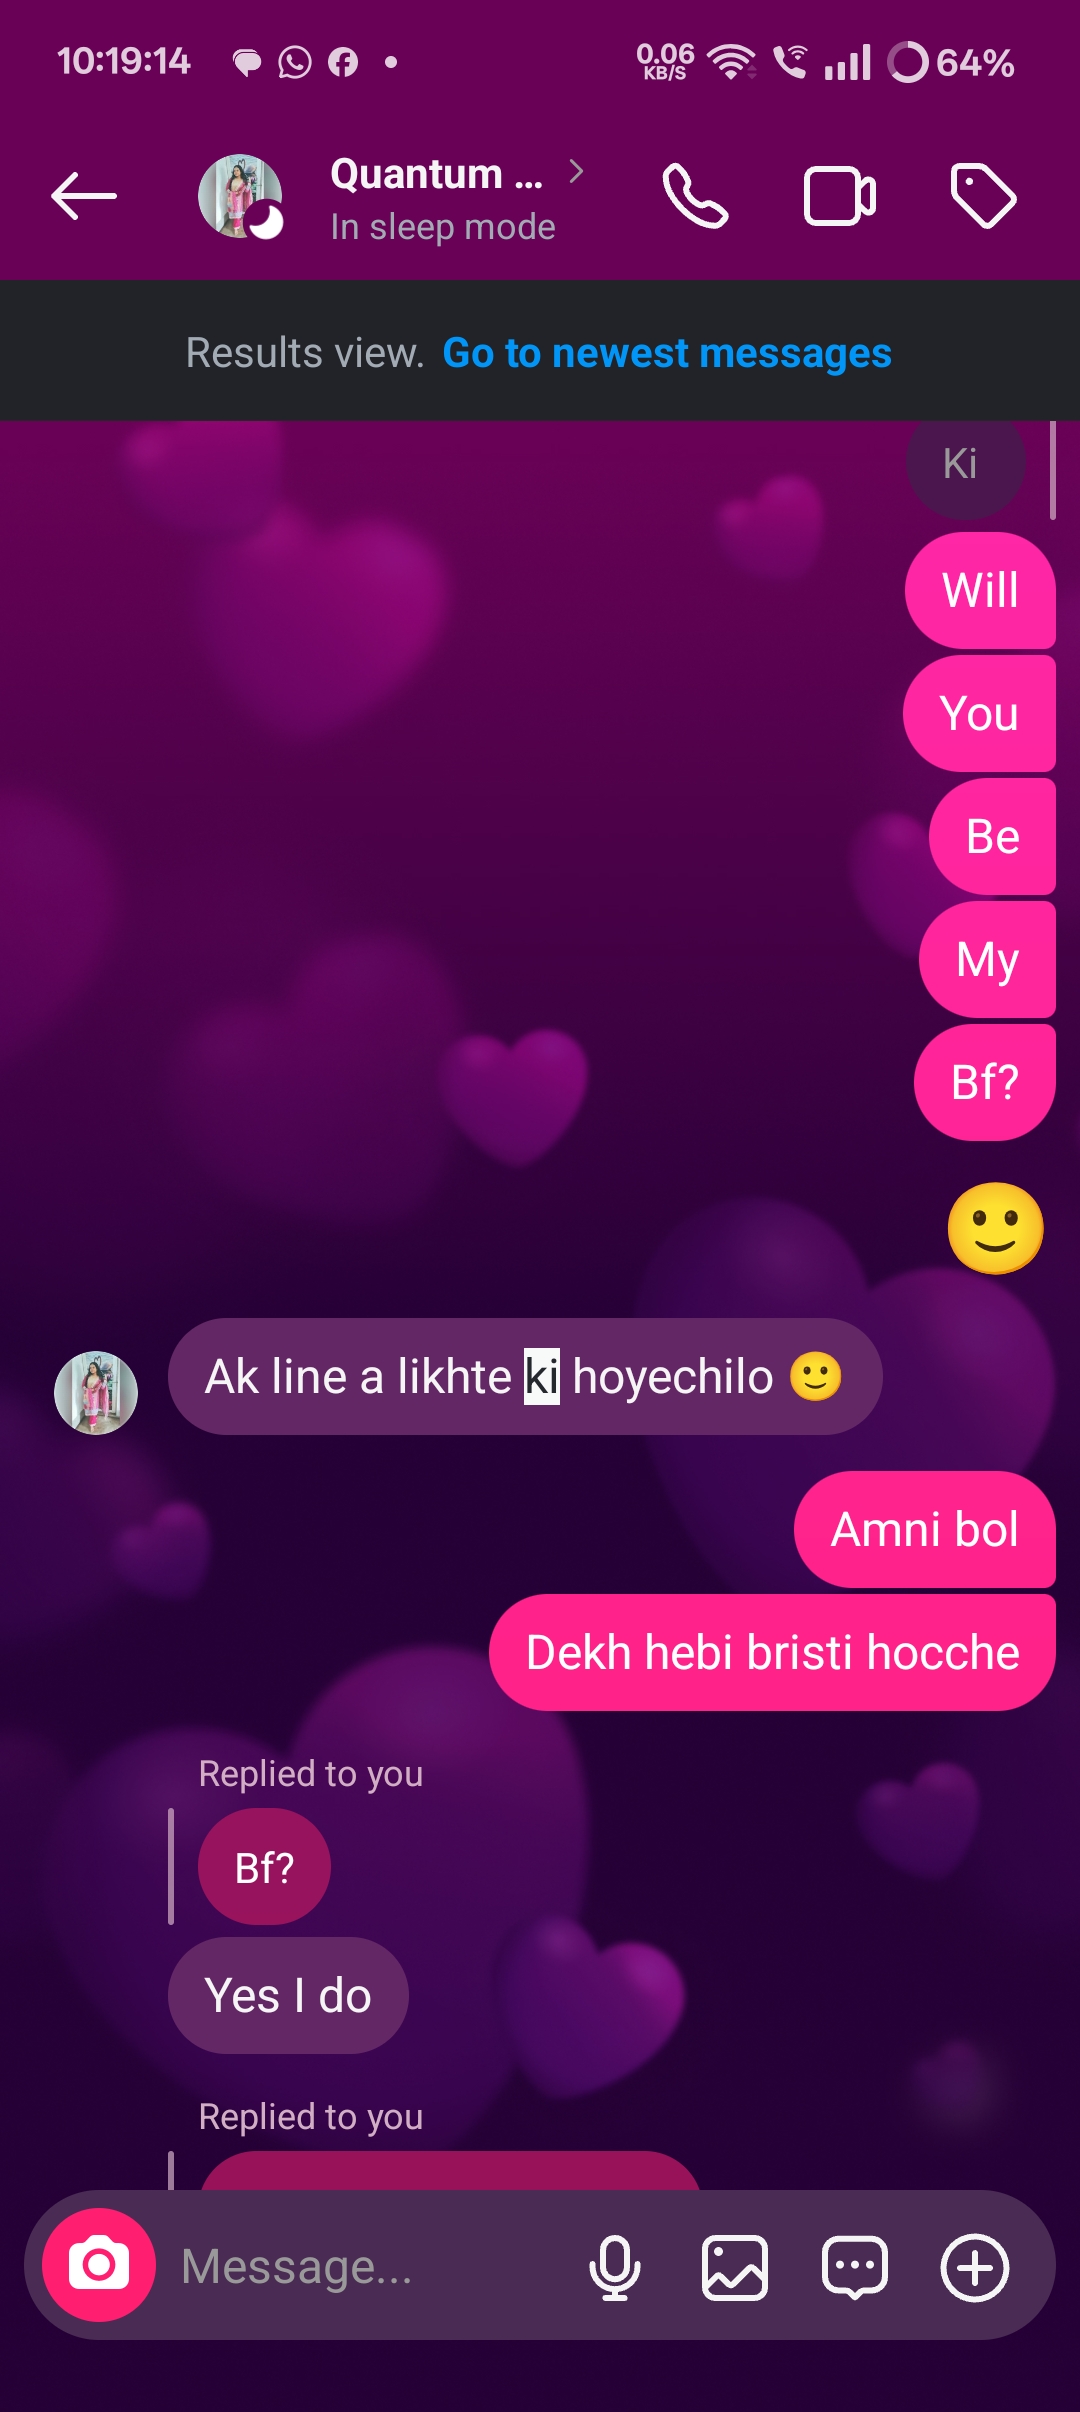 10:19:14 0.06 KB/S 64%
Quantum ...
In sleep mode
Results view. Go to newest messages
Ki
Will
You
Be
My
Bf?
🙂
Ak line a likhte ki hoyechilo 🙂
Amni bol
Dekh hebi bristi hocche
Replied to you
Bf?
Yes I do
Replied to you
Message...